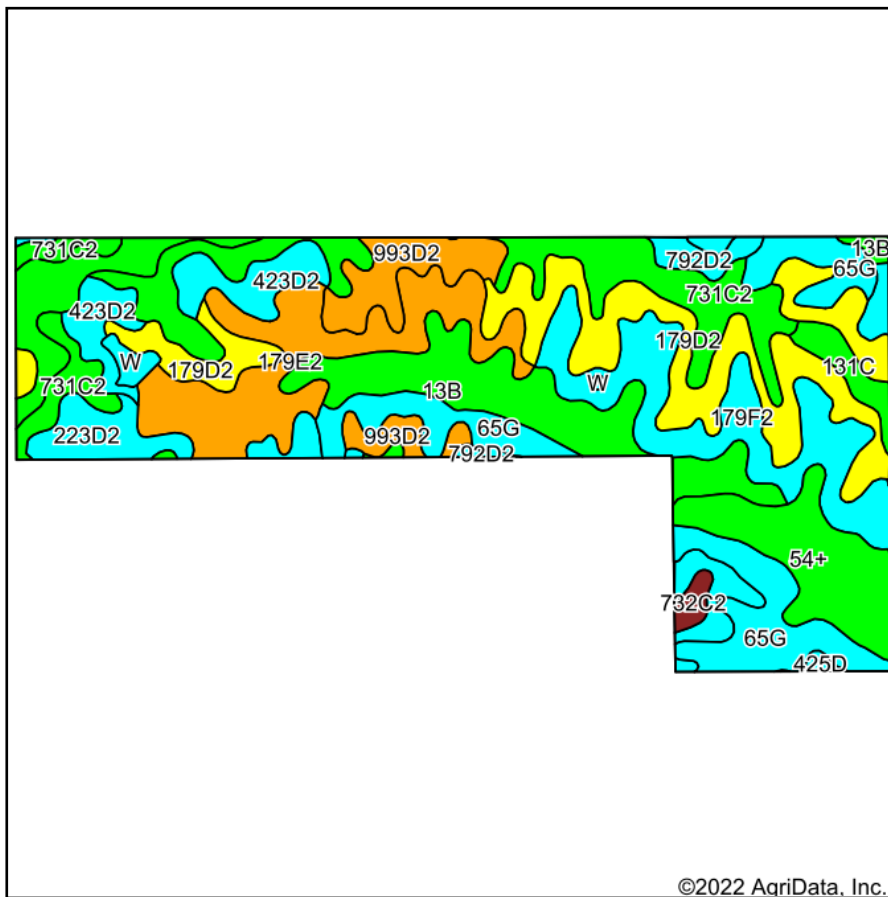 731C2
993D2
792D2
13B
65G
423D2
731C2
423D2
179D2
W
179D2
179E2
131C
731C2
13B
W
179F2
223D2
993D2
65G
792D2
54+
732C2
65G
425D
©2022 AgriData, Inc.